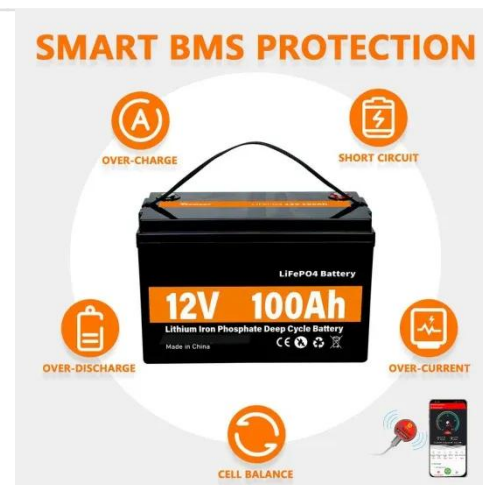 SMART BMS PROTECTION
OVER-CHARGE
SHORT CIRCUIT
LiFePO4 Battery
12V 100Ah
Lithium Iron Phosphate Deep Cycle Battery
Made in China
CE
OVER-DISCHARGE
OVER-CURRENT
CELL BALANCE